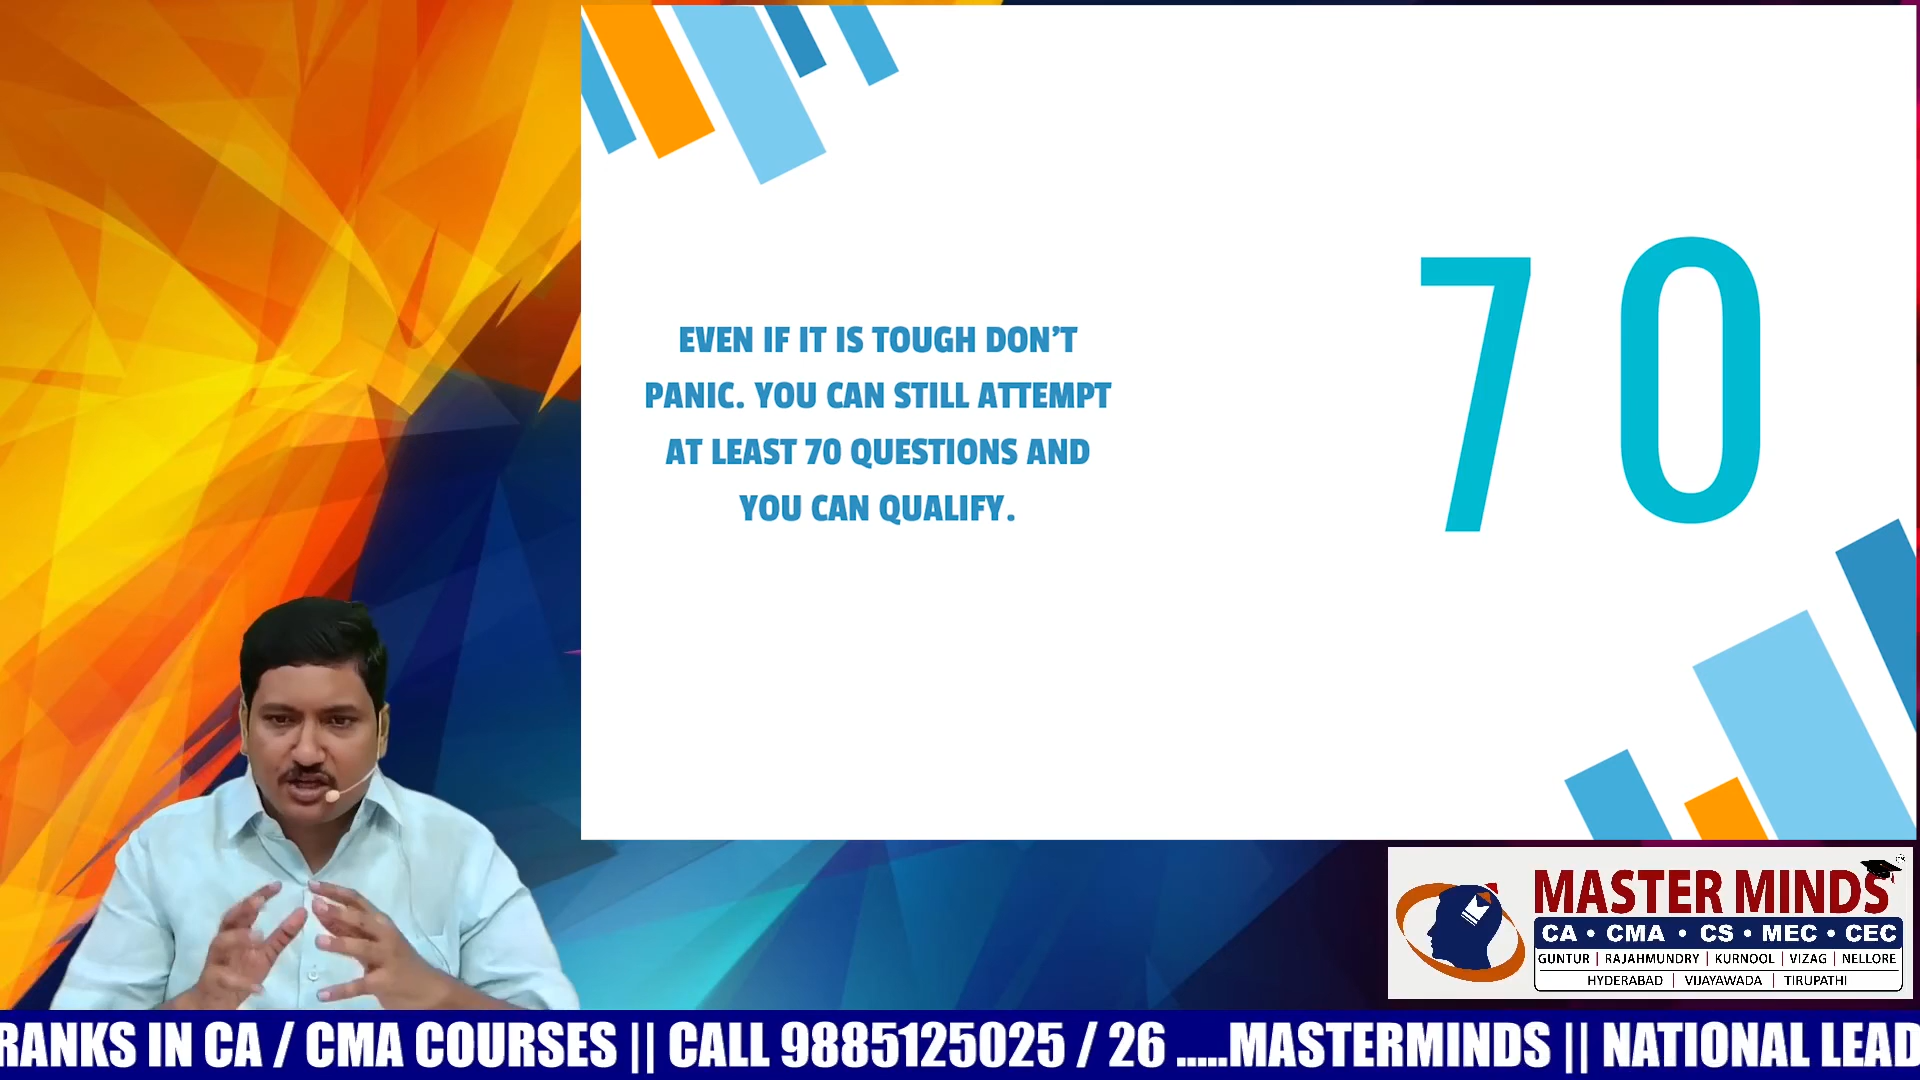 EVEN IF IT IS TOUGH DON'T
PANIC. YOU CAN STILL ATTEMPT
AT LEAST 70 QUESTIONS AND
YOU CAN QUALIFY.
70
MASTER MINDS
CA • CMA • CS • MEC • CEC
GUNTUR | RAJAHMUNDRY | KURNOOL | VIZAG | NELLORE
HYDERABAD | VIJAYAWADA | TIRUPATHI
RANKS IN CA / CMA COURSES || CALL 9885125025 / 26 .....MASTERMINDS || NATIONAL LEAD